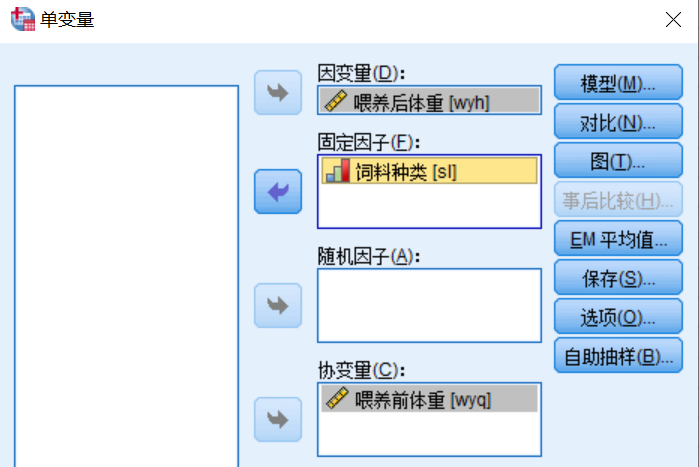 单变量
因变量(D):
喂养后体重 [wyh]
固定因子(F):
饲料种类 [sl]
随机因子(A):
协变量(C):
喂养前体重 [wyq]
模型(M)...
对比(N)...
图(T)...
事后比较(H)...
EM 平均值...
保存(S)...
选项(O)...
自助抽样(B)...